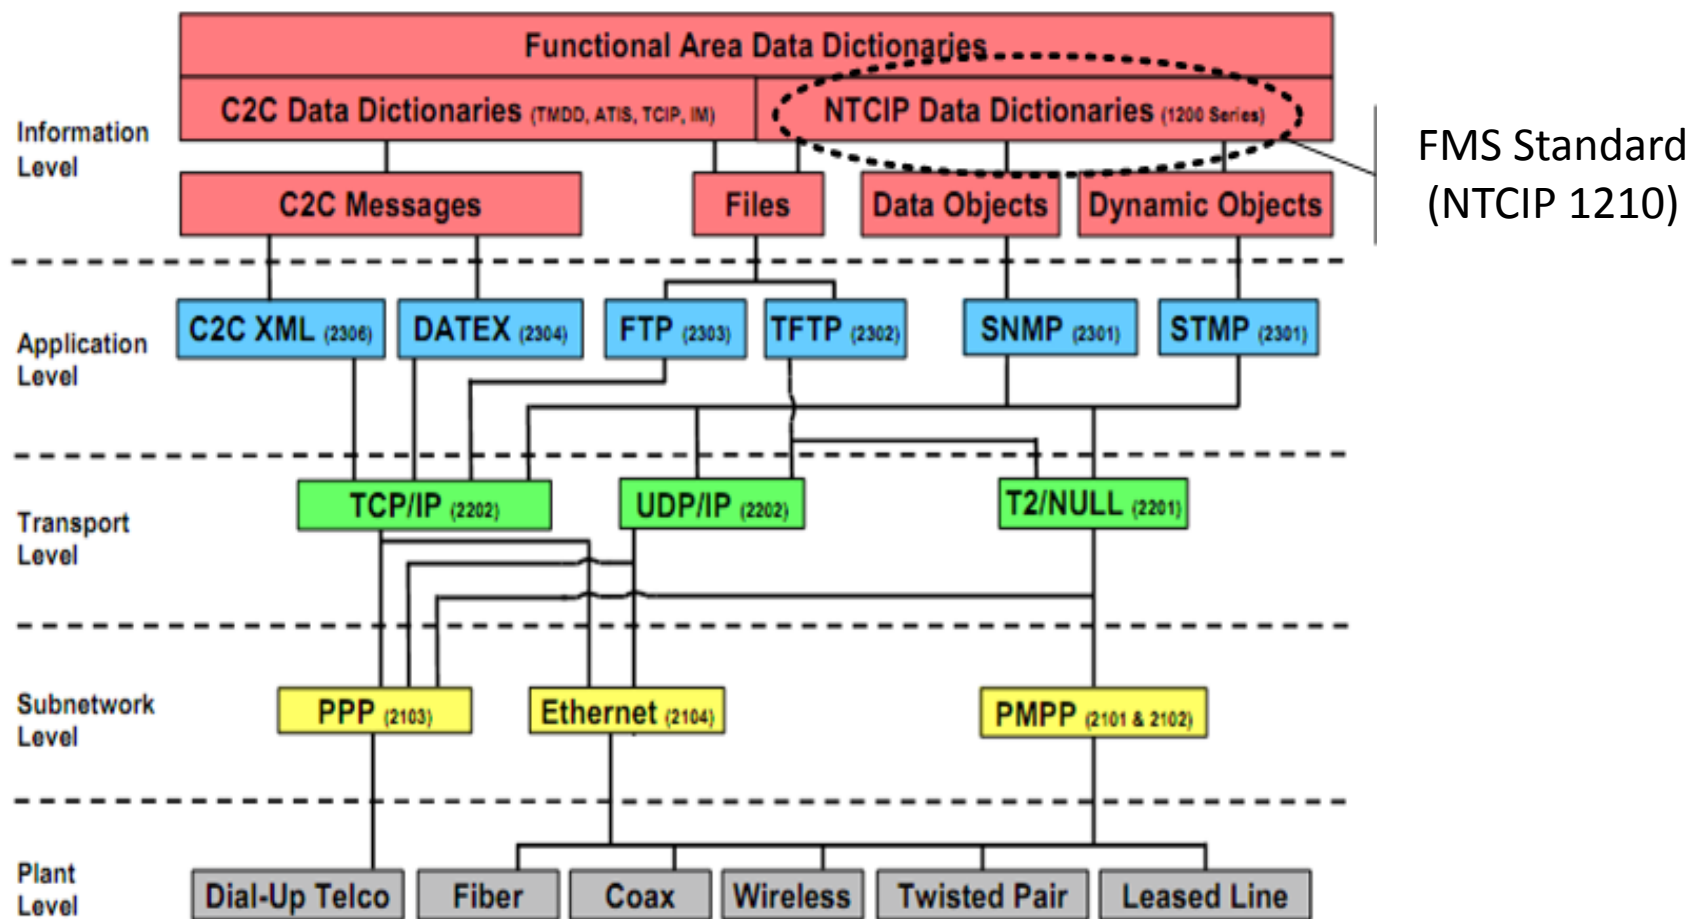 Functional Area Data Dictionaries
C2C Data Dictionaries (TMDD, ATIS, TCIP, IM)
NTCIP Data Dictionaries (1200 Series)
Information
Level
FMS Standard
(NTCIP 1210)
C2C Messages
Files
Data Objects
Dynamic Objects
Application
Level
C2C XML (2306)
DATEX (2304)
FTP (2303)
TFTP (2302)
SNMP (2301)
STMP (2301)
Transport
Level
TCP/IP (2202)
UDP/IP (2202)
T2/NULL (2201)
Subnetwork
Level
PPP (2103)
Ethernet (2104)
PMPP (2101 & 2102)
Plant
Level
Dial-Up Telco
Fiber
Coax
Wireless
Twisted Pair
Leased Line